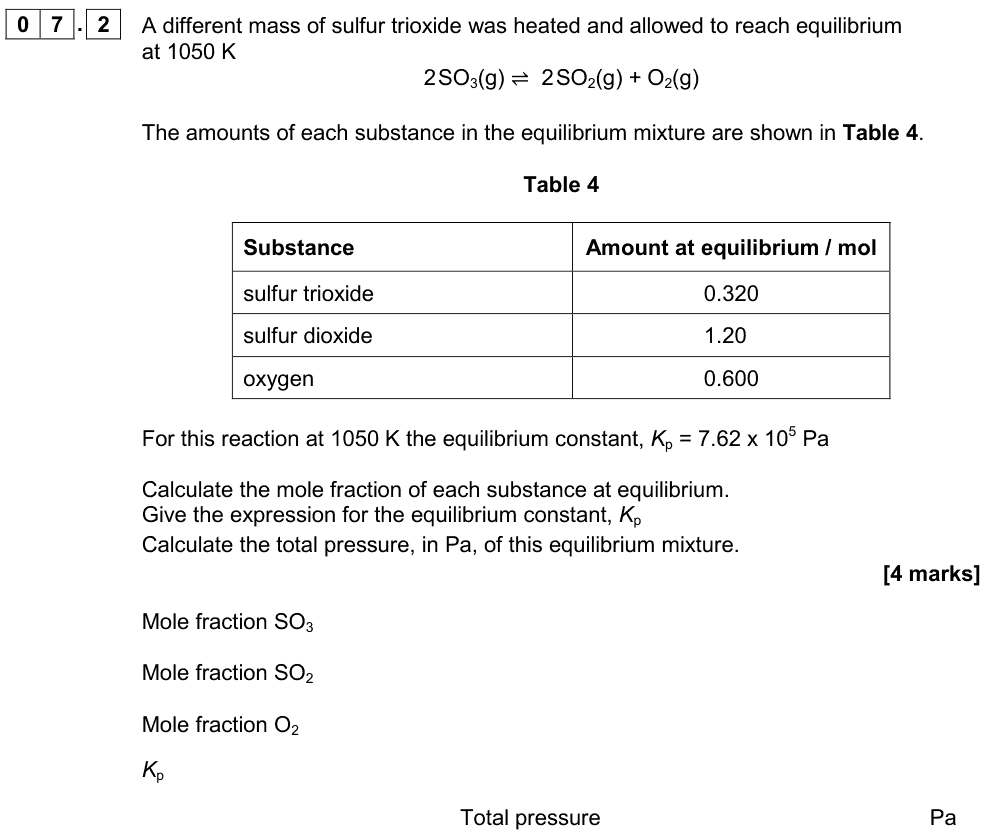 0 7 . 2 A different mass of sulfur trioxide was heated and allowed to reach equilibrium
at 1050 K
2SO₃(g) ⇌ 2SO₂(g) + O₂(g)
The amounts of each substance in the equilibrium mixture are shown in Table 4.
Table 4
Substance Amount at equilibrium / mol
sulfur trioxide 0.320
sulfur dioxide 1.20
oxygen 0.600
For this reaction at 1050 K the equilibrium constant, Kₚ = 7.62 x 10⁵ Pa
Calculate the mole fraction of each substance at equilibrium.
Give the expression for the equilibrium constant, Kₚ
Calculate the total pressure, in Pa, of this equilibrium mixture.
[4 marks]
Mole fraction SO₃
Mole fraction SO₂
Mole fraction O₂
Kₚ
Total pressure Pa